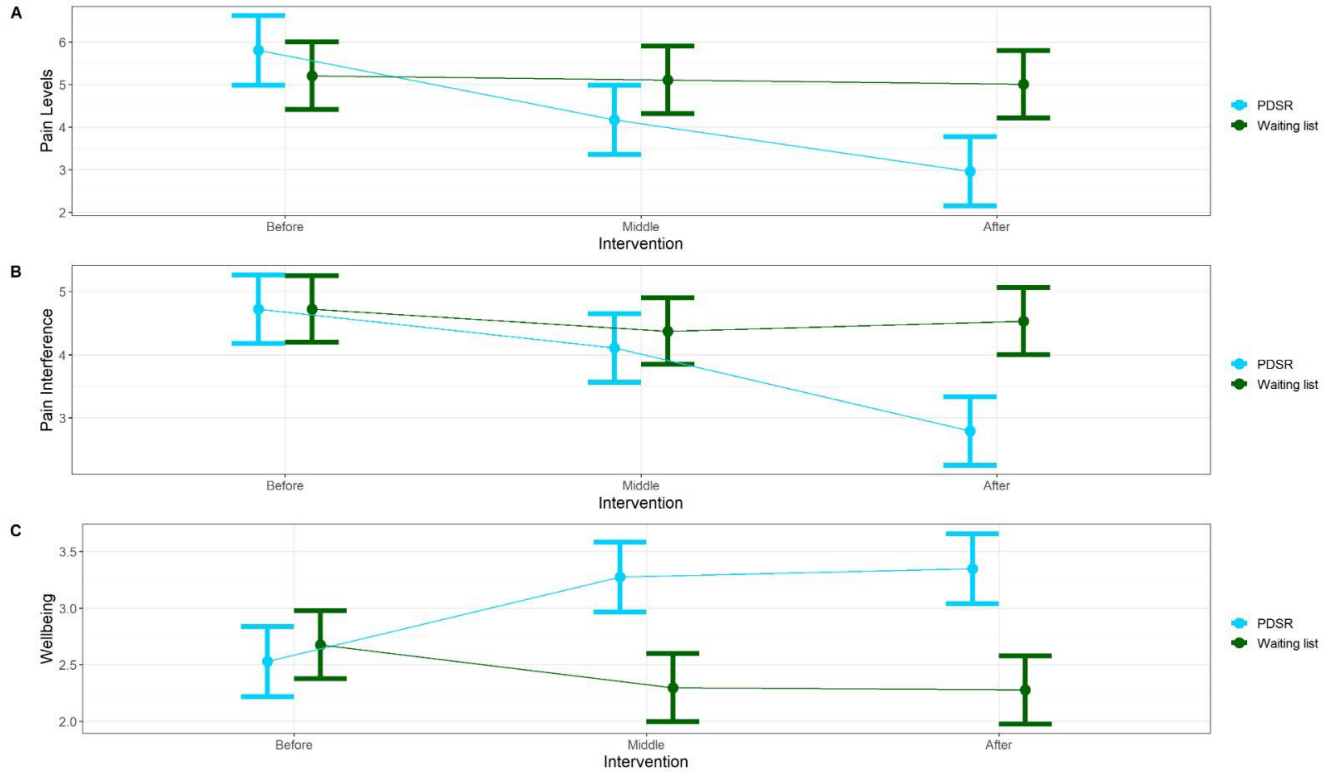 A
Pain Levels
6
5
4
3
2
Before
Middle
After
Intervention
PDSR
Waiting list
B
Pain Interference
5
4
3
Before
Middle
After
Intervention
PDSR
Waiting list
C
Wellbeing
3.5
3.0
2.5
2.0
Before
Middle
After
Intervention
PDSR
Waiting list